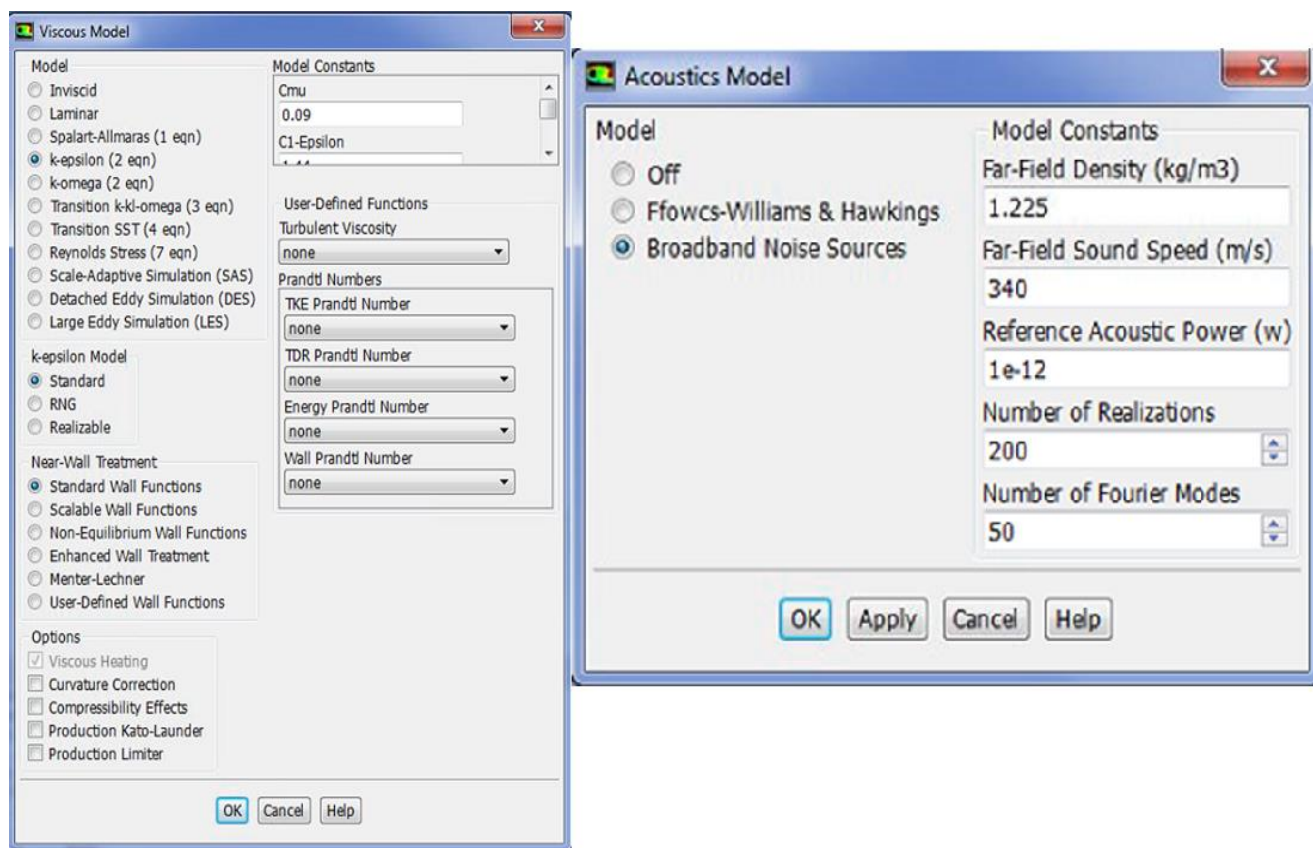 Viscous Model
Model
Inviscid
Laminar
Spalart-Allmaras (1 eqn)
k-epsilon (2 eqn)
k-omega (2 eqn)
Transition k-kl-omega (3 eqn)
Transition SST (4 eqn)
Reynolds Stress (7 eqn)
Scale-Adaptive Simulation (SAS)
Detached Eddy Simulation (DES)
Large Eddy Simulation (LES)
k-epsilon Model
Standard
RNG
Realizable
Near-Wall Treatment
Standard Wall Functions
Scalable Wall Functions
Non-Equilibrium Wall Functions
Enhanced Wall Treatment
Menter-Lechner
User-Defined Wall Functions
Options
Viscous Heating
Curvature Correction
Compressibility Effects
Production Kato-Launder
Production Limiter
Model Constants
Cmu
0.09
C1-Epsilon
User-Defined Functions
Turbulent Viscosity
none
Prandtl Numbers
TKE Prandtl Number
none
TDR Prandtl Number
none
Energy Prandtl Number
none
Wall Prandtl Number
none
OK Cancel Help
Acoustics Model
Model
Off
Ffowcs-Williams & Hawkings
Broadband Noise Sources
Model Constants
Far-Field Density (kg/m3)
1.225
Far-Field Sound Speed (m/s)
340
Reference Acoustic Power (w)
1e-12
Number of Realizations
200
Number of Fourier Modes
50
OK Apply Cancel Help